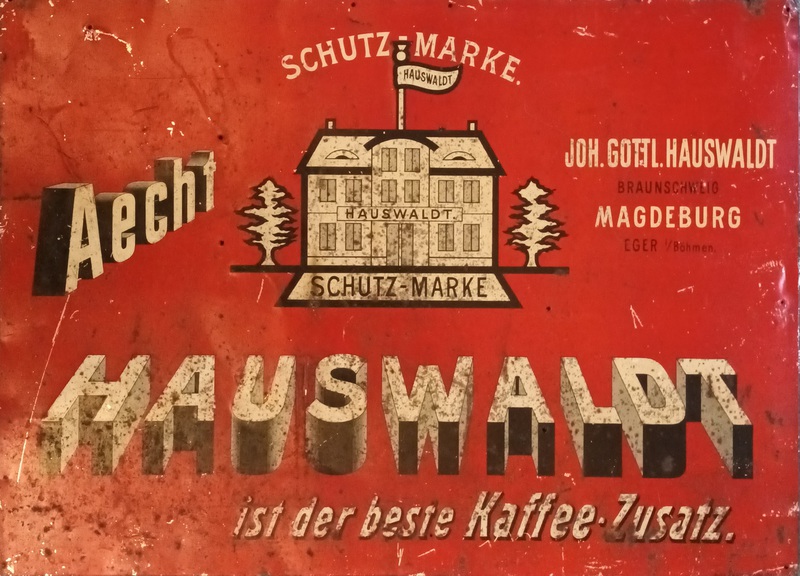 SCHUTZ-MARKE.
HAUSWALDT
HAUSWALDT.
SCHUTZ-MARKE
JOH. GOTTL. HAUSWALDT
BRAUNSCHWEIG
MAGDEBURG
EGER i/Böhmen.
Aecht
HAUSWALDT
ist der beste Kaffee-Zusatz.